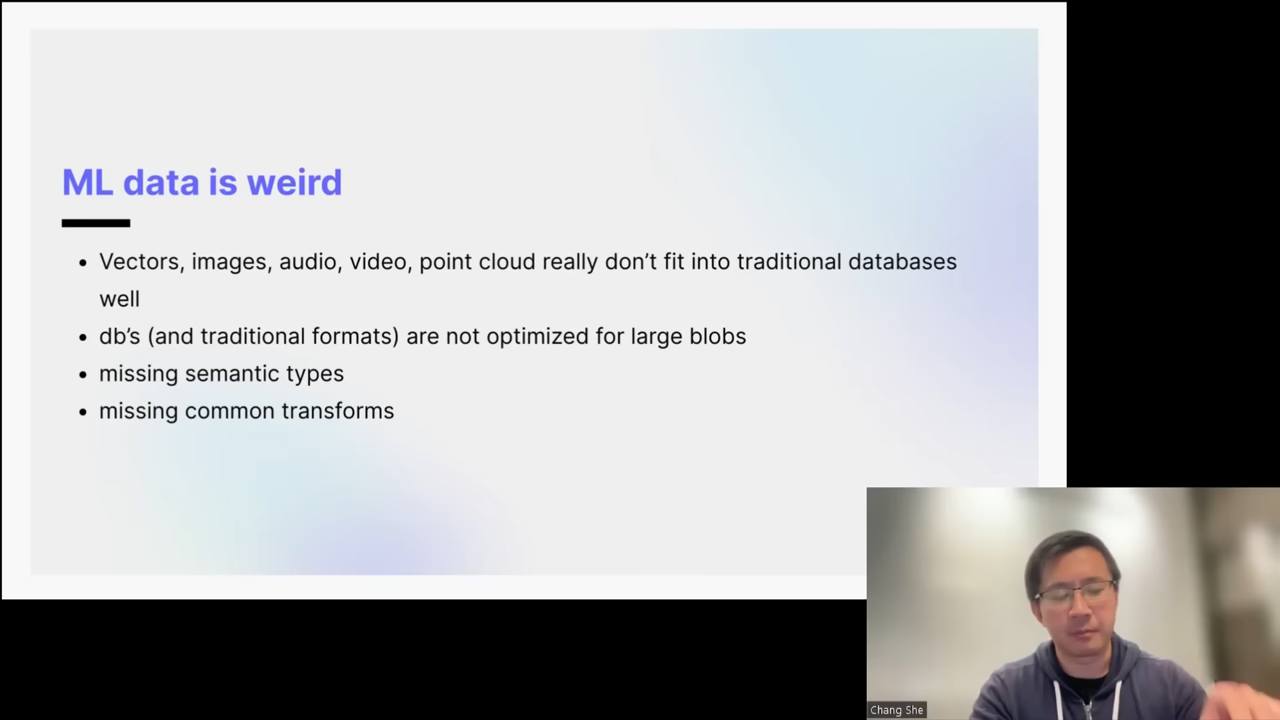 ML data is weird
• Vectors, images, audio, video, point cloud really don’t fit into traditional databases
well
• db’s (and traditional formats) are not optimized for large blobs
• missing semantic types
• missing common transforms
Chang She